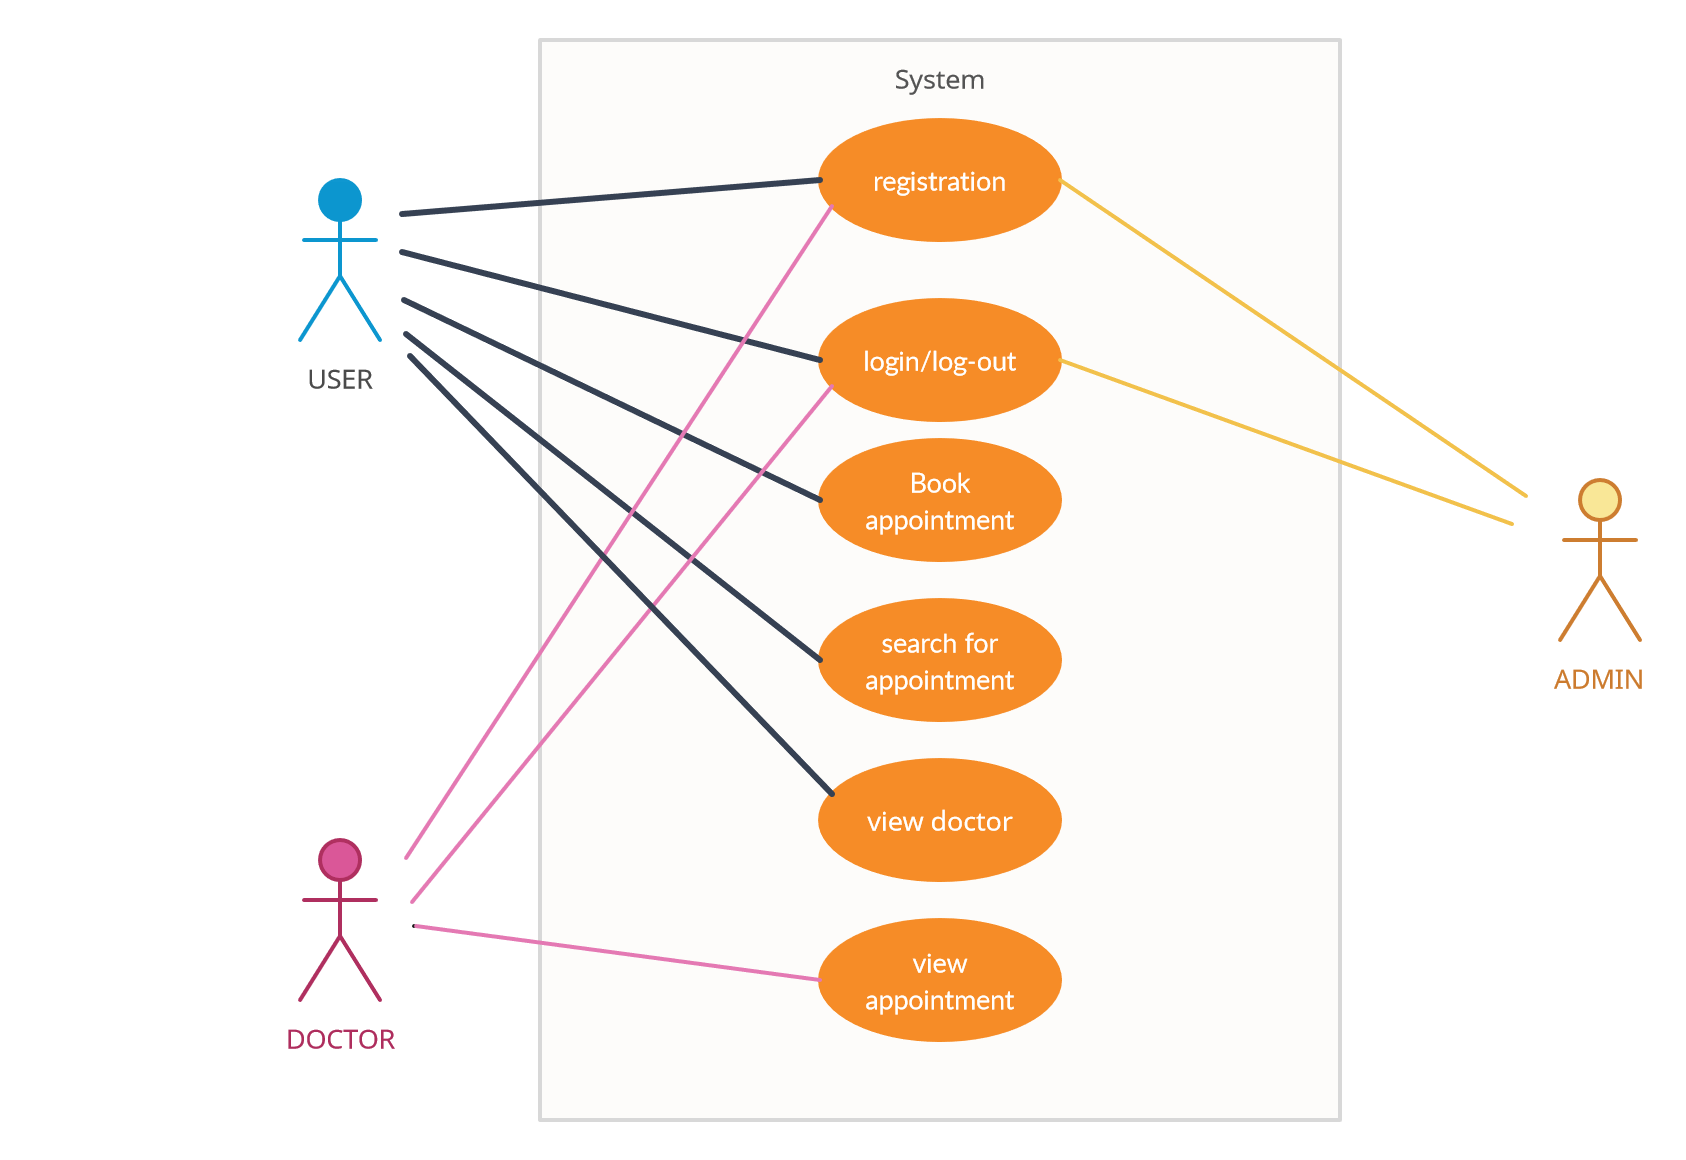 System
registration
USER
login/log-out
Book
appointment
search for
appointment
ADMIN
view doctor
view
appointment
DOCTOR